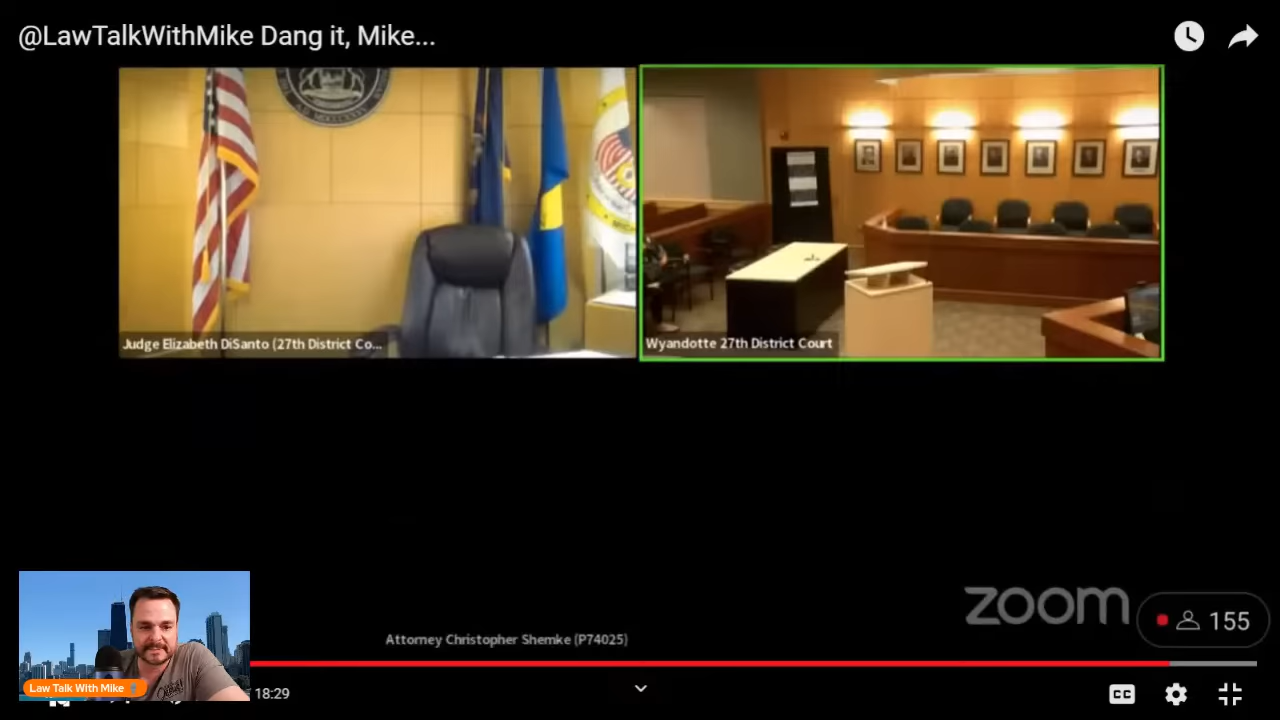 @LawTalkWithMike Dang it, Mike...
Judge Elizabeth DiSanto (27th District Co...
Wyandotte 27th District Court
zoom
155
Attorney Christopher Shemke (P74025)
Law Talk With Mike
18:29
CC